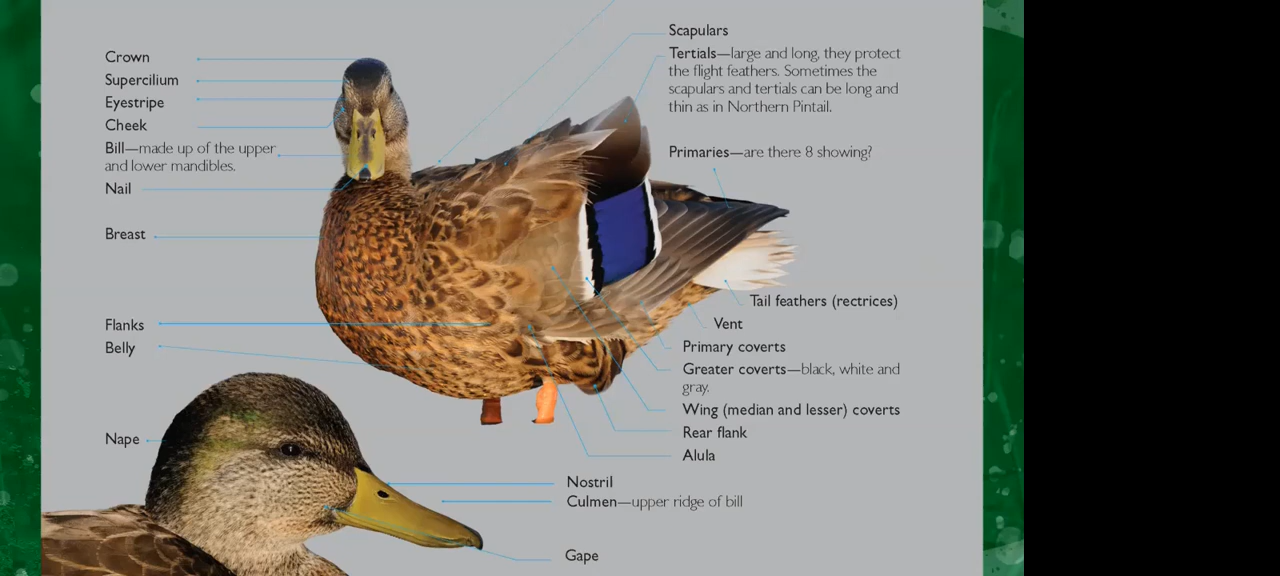 Crown
Supercilium
Eyestripe
Cheek
Bill—made up of the upper
and lower mandibles.
Nail
Breast
Flanks
Belly
Nape
Scapulars
Tertials—large and long, they protect
the flight feathers. Sometimes the
scapulars and tertials can be long and
thin as in Northern Pintail.
Primaries—are there 8 showing?
Tail feathers (rectrices)
Vent
Primary coverts
Greater coverts—black, white and
gray.
Wing (median and lesser) coverts
Rear flank
Alula
Nostril
Culmen—upper ridge of bill
Gape